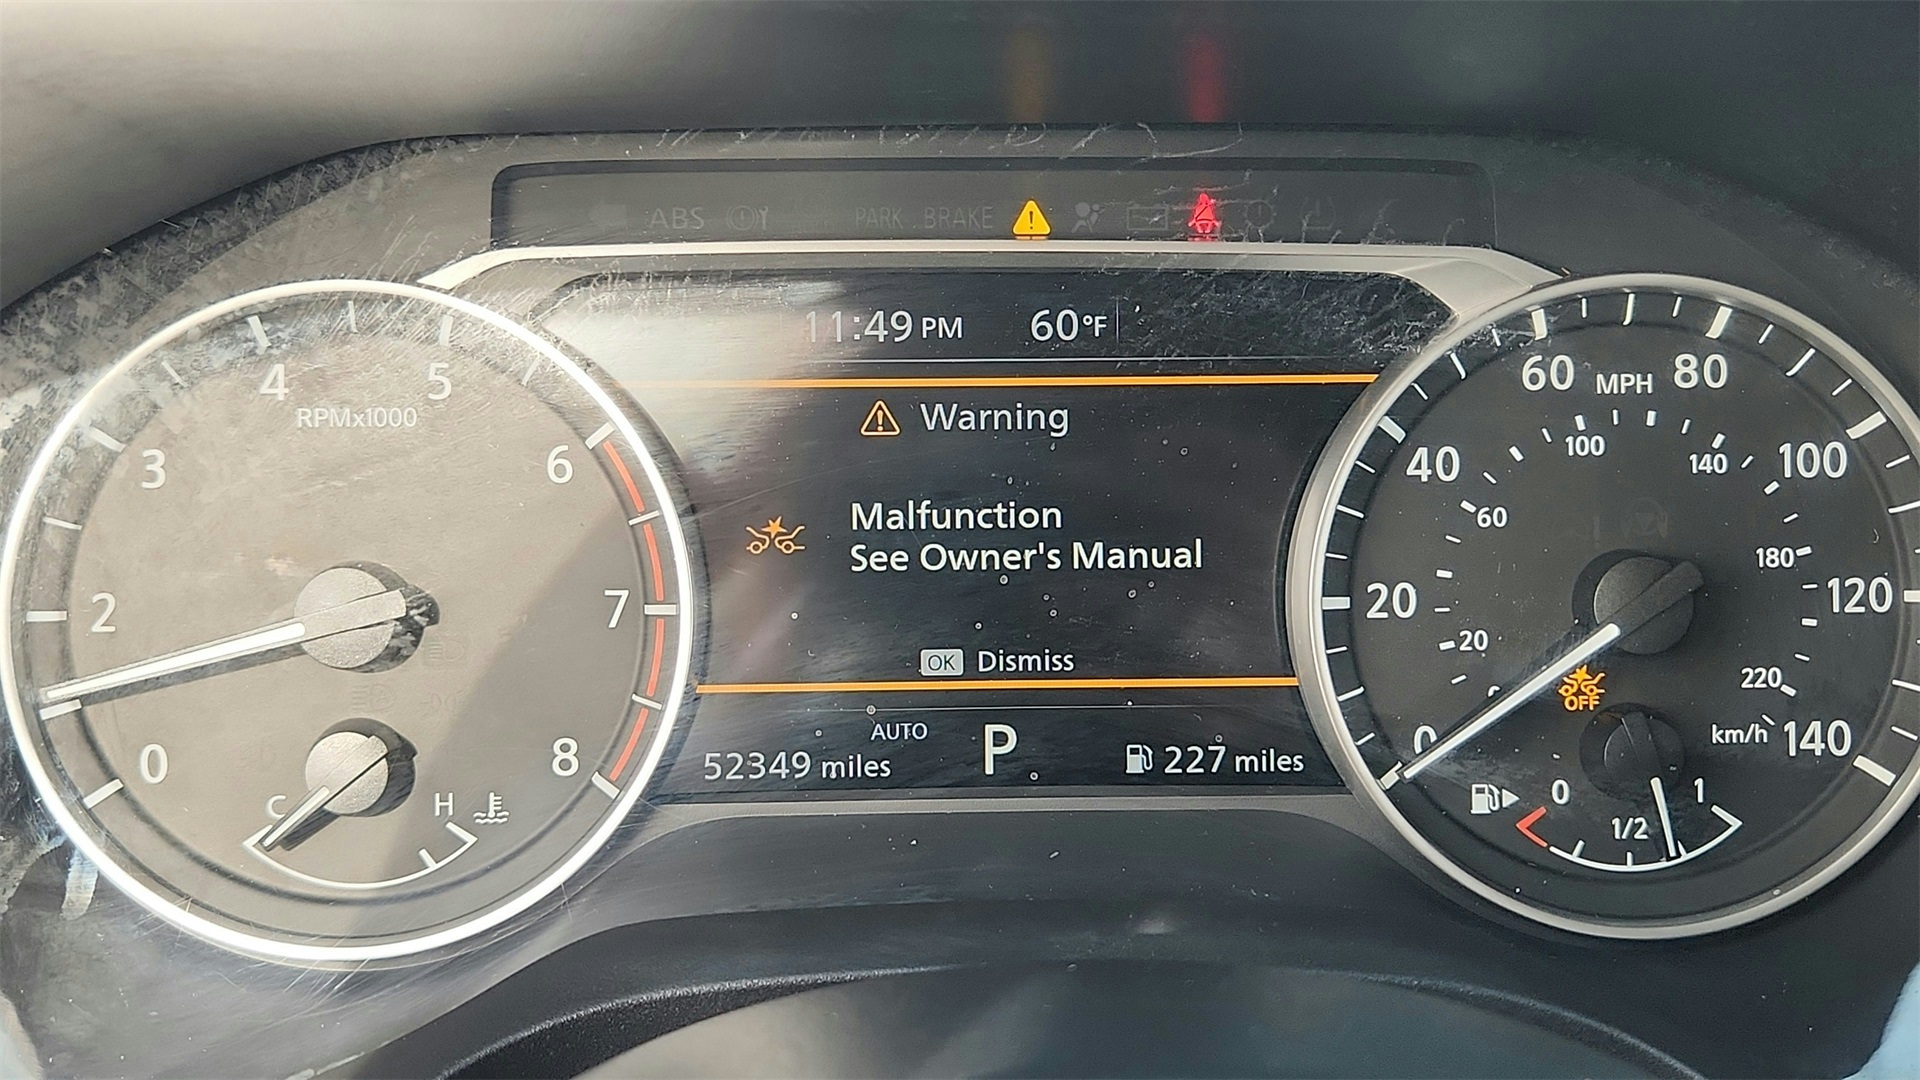 ABS
PARK BRAKE
11:49 PM 60°F
Warning
Malfunction
See Owner's Manual
OK Dismiss
AUTO
52349 miles P 227 miles
RPMx1000
0 2 3 4 5 6 7 8
C H
MPH
0 20 40 60 80 100 120 140
20 60 100 140 180 220
km/h
OFF
0 1/2 1